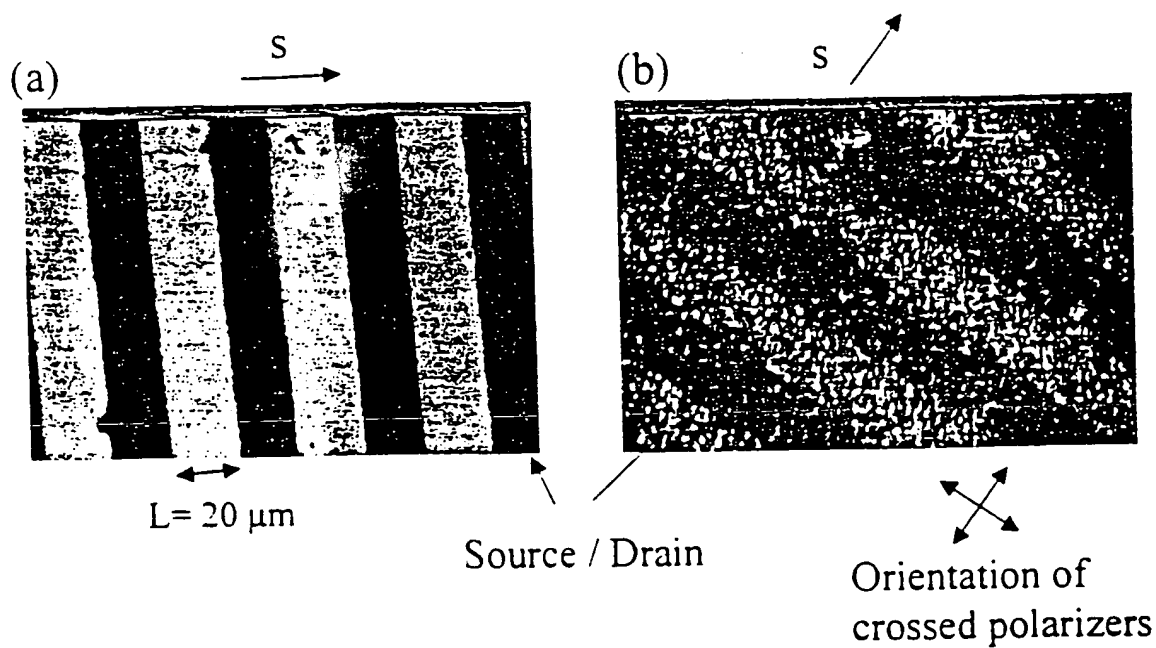 (a)
S
(b)
S
L= 20 μm
Source / Drain
Orientation of
crossed polarizers